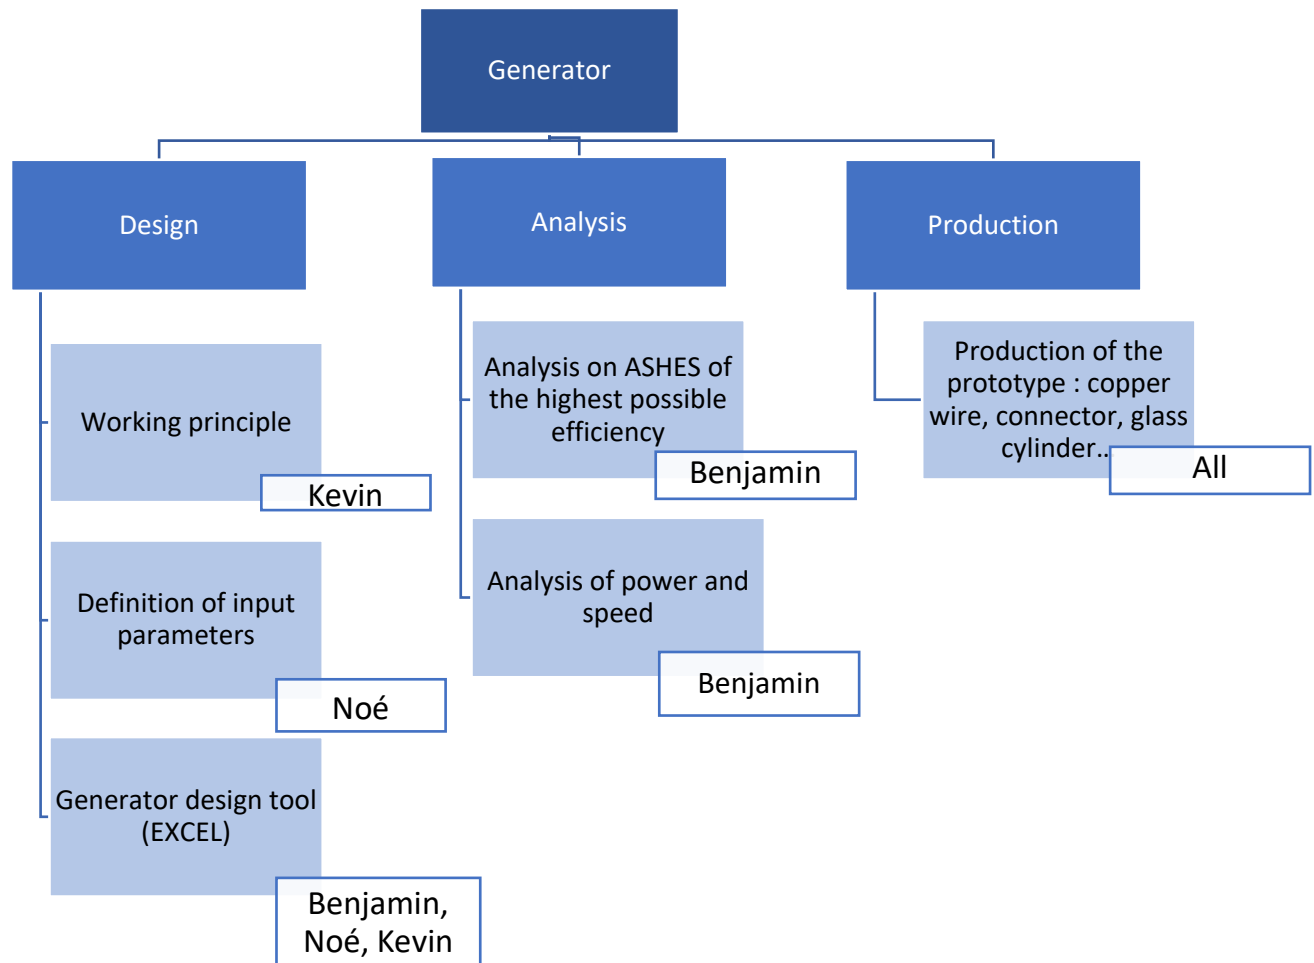 Generator
Design
Analysis
Production
Working principle
Kevin
Definition of input
parameters
Noé
Generator design tool
(EXCEL)
Benjamin,
Noé, Kevin
Analysis on ASHES of
the highest possible
efficiency
Benjamin
Analysis of power and
speed
Benjamin
Production of the
prototype : copper
wire, connector, glass
cylinder…
All